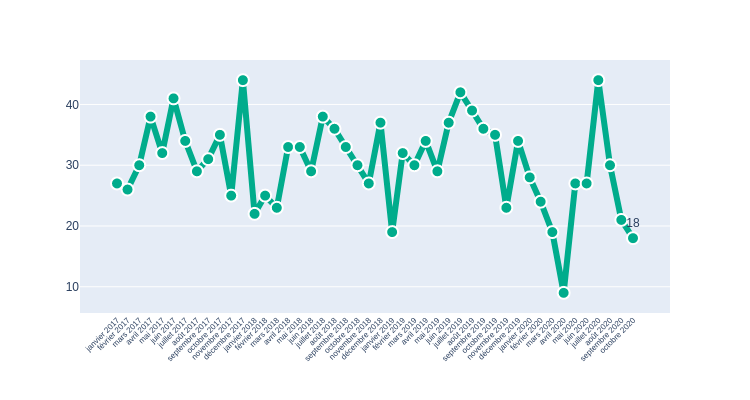 40
30
20
10
18
janvier 2017
février 2017
mars 2017
avril 2017
mai 2017
juin 2017
juillet 2017
août 2017
septembre 2017
octobre 2017
novembre 2017
décembre 2017
janvier 2018
février 2018
mars 2018
avril 2018
mai 2018
juin 2018
juillet 2018
août 2018
septembre 2018
octobre 2018
novembre 2018
décembre 2018
janvier 2019
février 2019
mars 2019
avril 2019
mai 2019
juin 2019
juillet 2019
août 2019
septembre 2019
octobre 2019
novembre 2019
décembre 2019
janvier 2020
février 2020
mars 2020
avril 2020
mai 2020
juin 2020
juillet 2020
août 2020
septembre 2020
octobre 2020